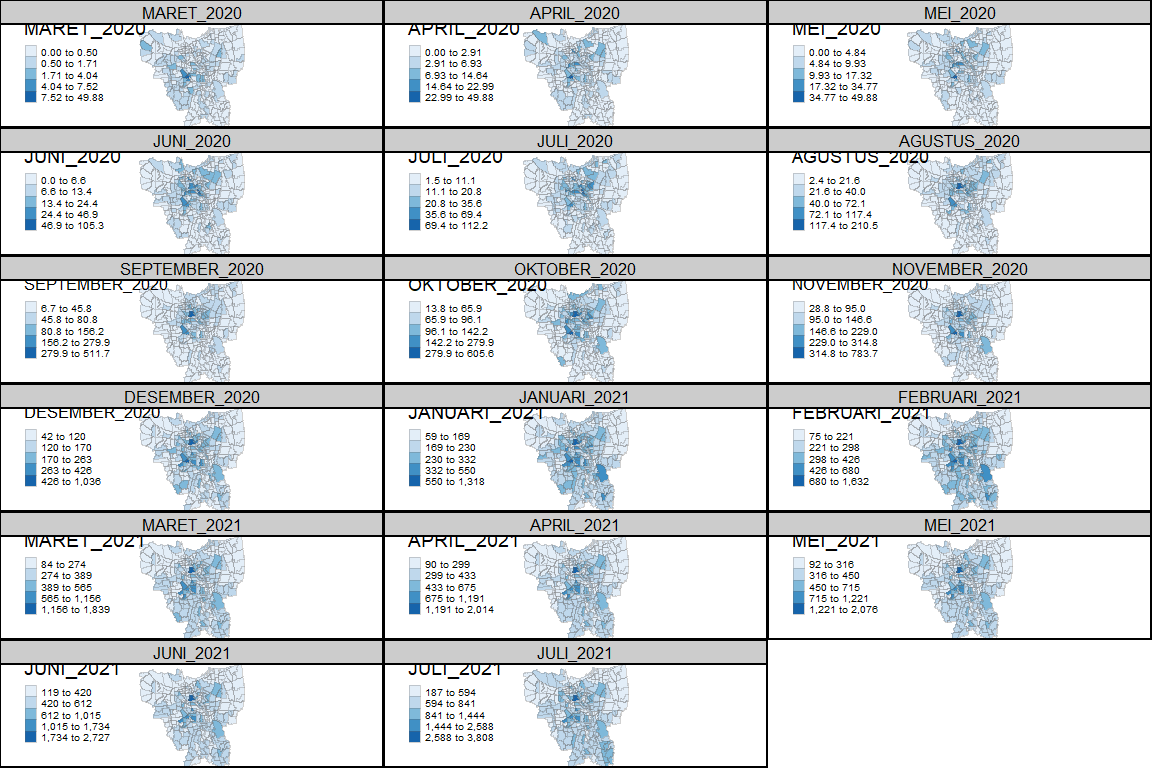 MARET_2020
MARET_2020
0.00 to 0.50
0.50 to 1.71
1.71 to 4.04
4.04 to 7.52
7.52 to 49.88
APRIL_2020
APRIL_2020
0.00 to 2.91
2.91 to 6.93
6.93 to 14.64
14.64 to 22.99
22.99 to 49.88
MEI_2020
MEI_2020
0.00 to 4.84
4.84 to 9.93
9.93 to 17.32
17.32 to 34.77
34.77 to 49.88
JUNI_2020
JUNI_2020
0.0 to 6.6
6.6 to 13.4
13.4 to 24.4
24.4 to 46.9
46.9 to 105.3
JULI_2020
JULI_2020
1.5 to 11.1
11.1 to 20.8
20.8 to 35.6
35.6 to 69.4
69.4 to 112.2
AGUSTUS_2020
AGUSTUS_2020
2.4 to 21.6
21.6 to 40.0
40.0 to 72.1
72.1 to 117.4
117.4 to 210.5
SEPTEMBER_2020
SEPTEMBER_2020
6.7 to 45.8
45.8 to 80.8
80.8 to 156.2
156.2 to 279.9
279.9 to 511.7
OKTOBER_2020
OKTOBER_2020
13.8 to 65.9
65.9 to 96.1
96.1 to 142.2
142.2 to 279.9
279.9 to 605.6
NOVEMBER_2020
NOVEMBER_2020
28.8 to 95.0
95.0 to 146.6
146.6 to 229.0
229.0 to 314.8
314.8 to 783.7
DESEMBER_2020
DESEMBER_2020
42 to 120
120 to 170
170 to 263
263 to 426
426 to 1,036
JANUARI_2021
JANUARI_2021
59 to 169
169 to 230
230 to 332
332 to 550
550 to 1,318
FEBRUARI_2021
FEBRUARI_2021
75 to 221
221 to 298
298 to 426
426 to 680
680 to 1,632
MARET_2021
MARET_2021
84 to 274
274 to 389
389 to 565
565 to 1,156
1,156 to 1,839
APRIL_2021
APRIL_2021
90 to 299
299 to 433
433 to 675
675 to 1,191
1,191 to 2,014
MEI_2021
MEI_2021
92 to 316
316 to 450
450 to 715
715 to 1,221
1,221 to 2,076
JUNI_2021
JUNI_2021
119 to 420
420 to 612
612 to 1,015
1,015 to 1,734
1,734 to 2,727
JULI_2021
JULI_2021
187 to 594
594 to 841
841 to 1,444
1,444 to 2,588
2,588 to 3,808